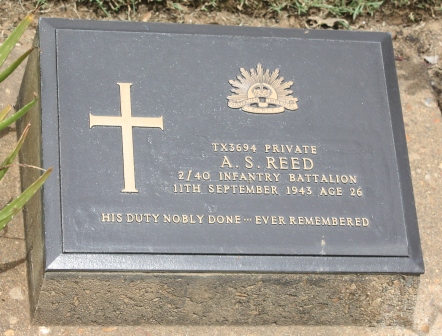 TX3694 PRIVATE
A. S. REED
2/40 INFANTRY BATTALION
11TH SEPTEMBER 1943 AGE 26
HIS DUTY NOBLY DONE ··· EVER REMEMBERED